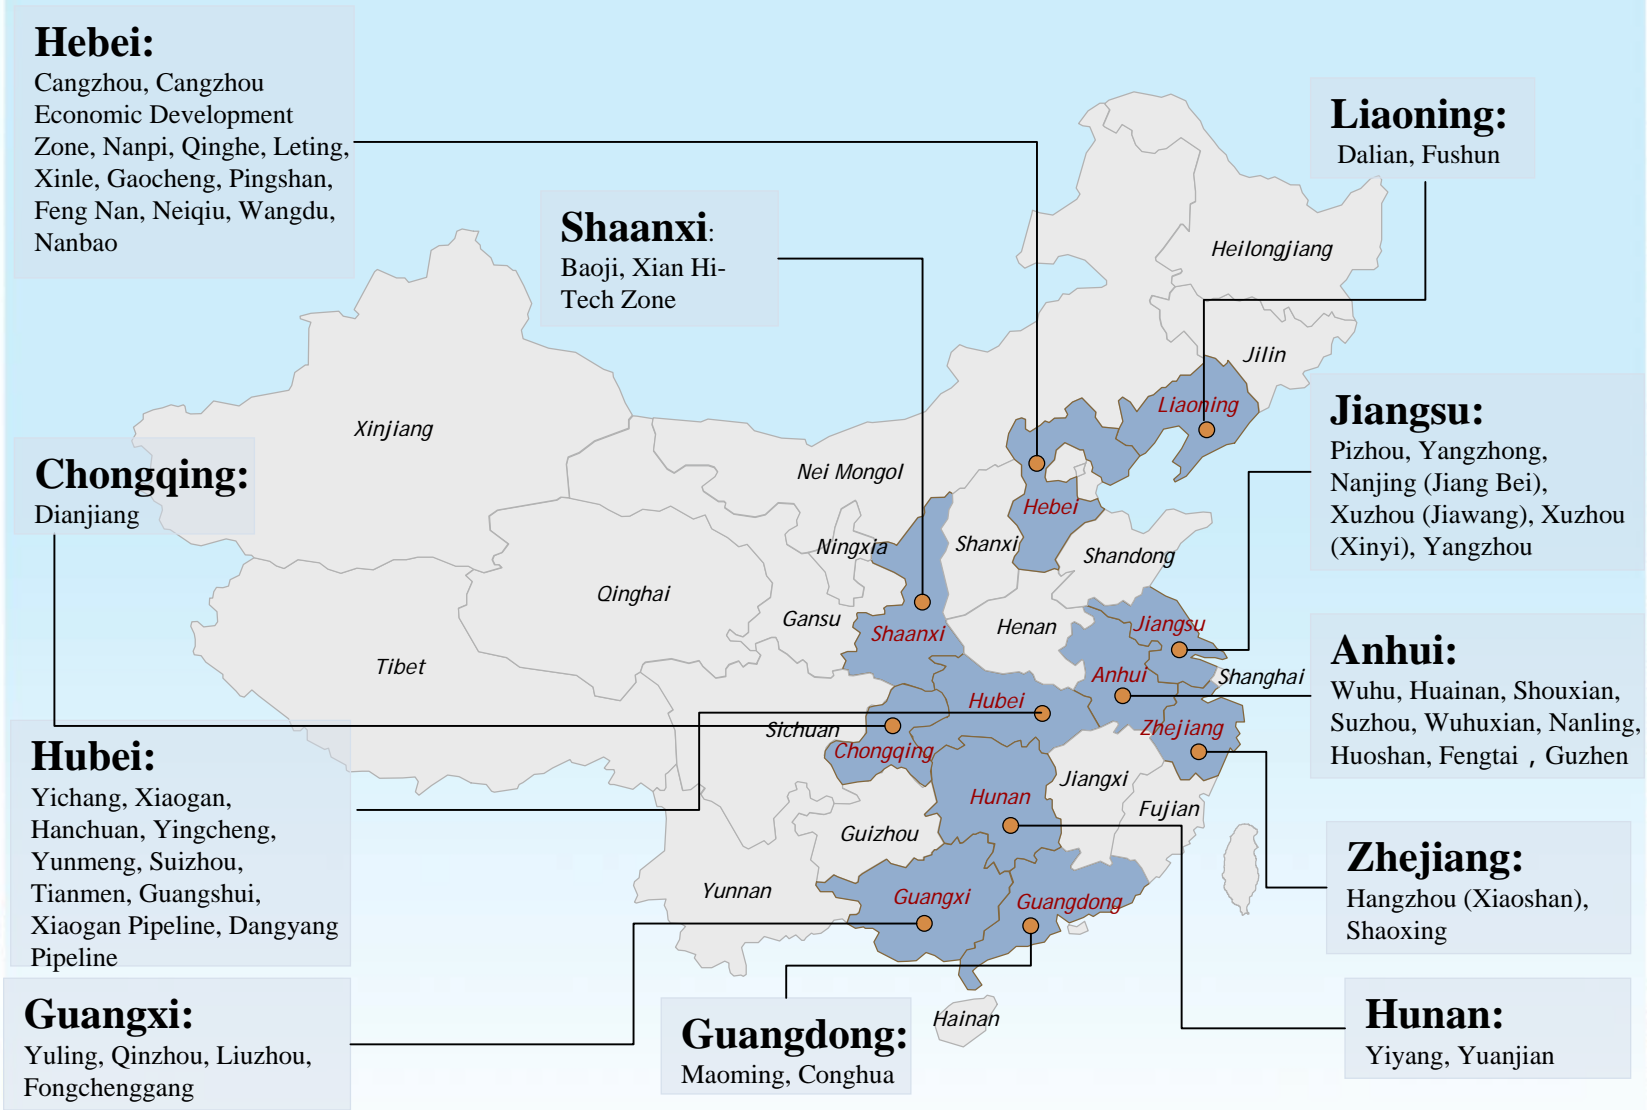 Hebei:
Cangzhou, Cangzhou
Economic Development
Zone, Nanpi, Qinghe, Leting,
Xinle, Gaocheng, Pingshan,
Feng Nan, Neiqiu, Wangdu,
Nanbao
Shaanxi:
Baoji, Xian Hi-
Tech Zone
Liaoning:
Dalian, Fushun
Chongqing:
Dianjiang
Jiangsu:
Pizhou, Yangzhong,
Nanjing (Jiang Bei),
Xuzhou (Jiawang), Xuzhou
(Xinyi), Yangzhou
Anhui:
Wuhu, Huainan, Shouxian,
Suzhou, Wuhuxian, Nanling,
Huoshan, Fengtai , Guzhen
Hubei:
Yichang, Xiaogan,
Hanchuan, Yingcheng,
Yunmeng, Suizhou,
Tianmen, Guangshui,
Xiaogan Pipeline, Dangyang
Pipeline
Zhejiang:
Hangzhou (Xiaoshan),
Shaoxing
Guangxi:
Yuling, Qinzhou, Liuzhou,
Fongchenggang
Guangdong:
Maoming, Conghua
Hunan:
Yiyang, Yuanjian
Heilongjiang
Jilin
Liaoning
Xinjiang
Nei Mongol
Hebei
Ningxia
Shanxi
Shandong
Qinghai
Gansu
Shaanxi
Henan
Jiangsu
Tibet
Anhui
Shanghai
Hubei
Sichuan
Chongqing
Zhejiang
Jiangxi
Hunan
Fujian
Guizhou
Yunnan
Guangxi
Guangdong
Hainan